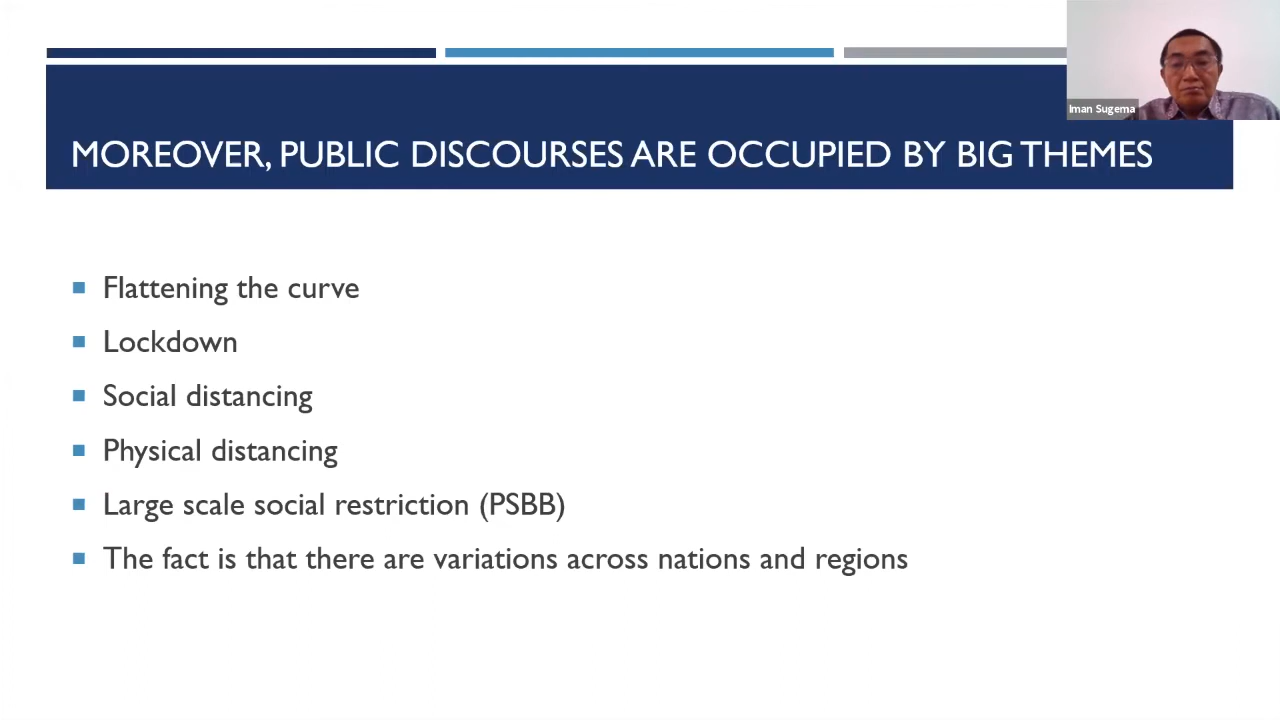 Iman Sugema
MOREOVER, PUBLIC DISCOURSES ARE OCCUPIED BY BIG THEMES
Flattening the curve
Lockdown
Social distancing
Physical distancing
Large scale social restriction (PSBB)
The fact is that there are variations across nations and regions